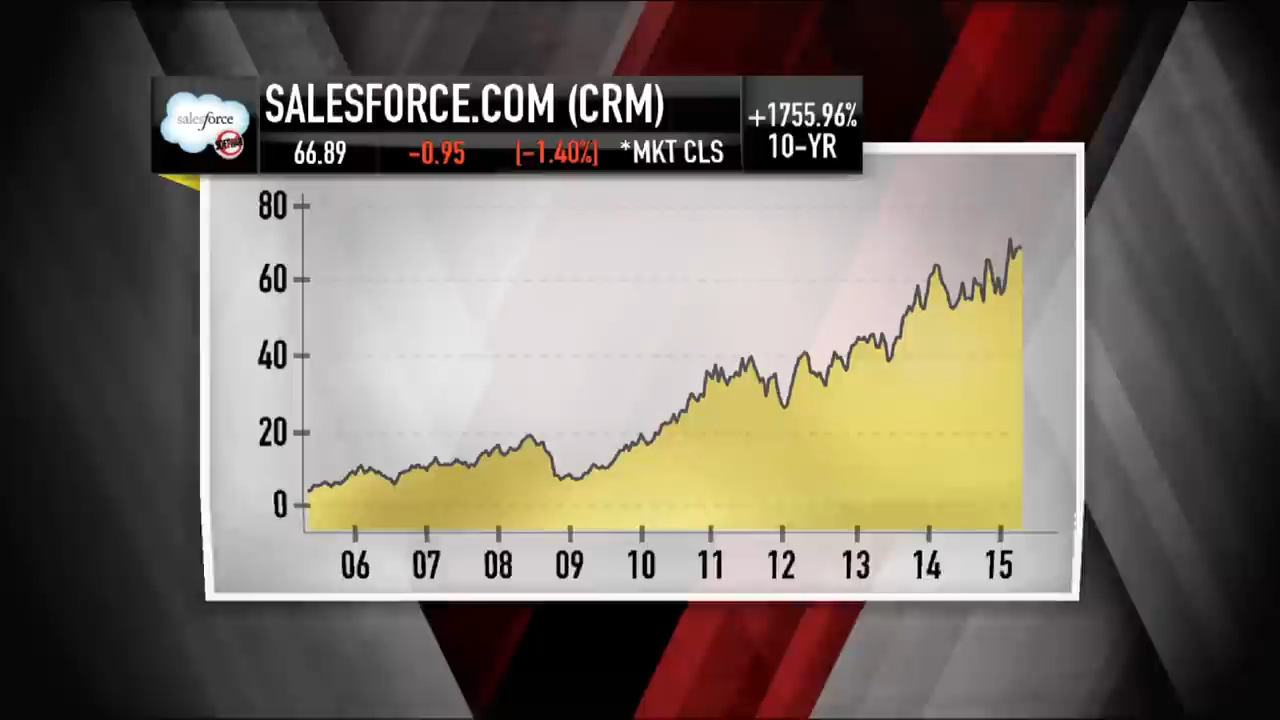 salesforce
SALESFORCE.COM (CRM)
66.89 -0.95 (-1.40%) *MKT CLS
+1755.96%
10-YR
80
60
40
20
0
06 07 08 09 10 11 12 13 14 15